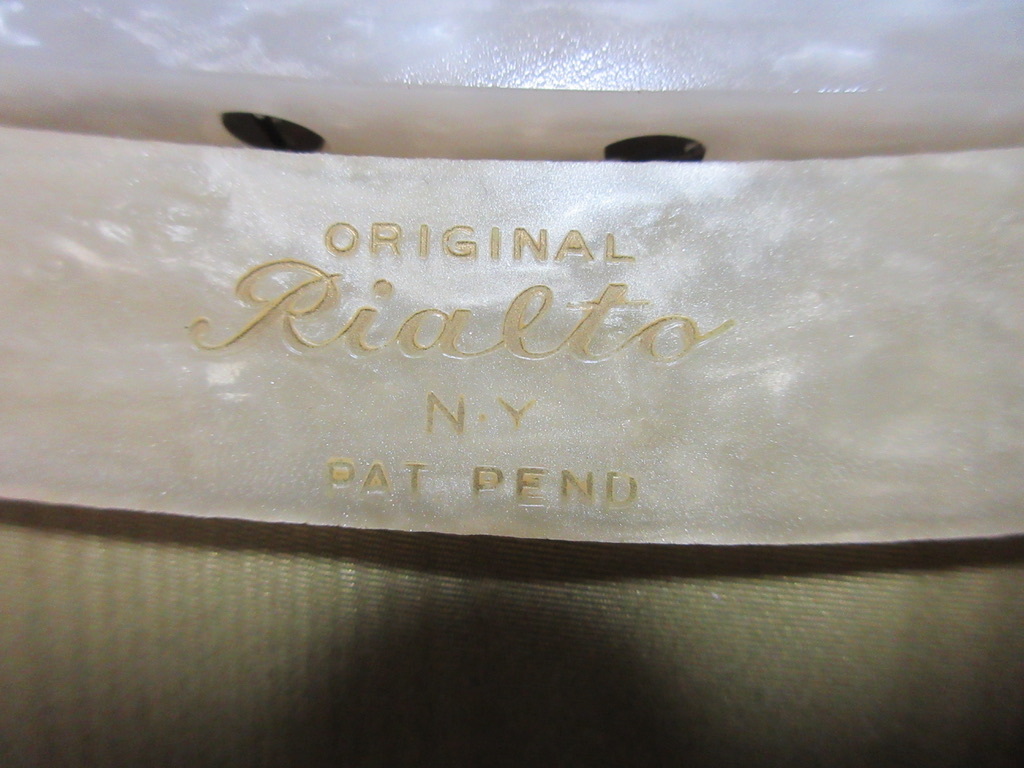 ORIGINAL
Rialto
N·Y
PAT. PEND